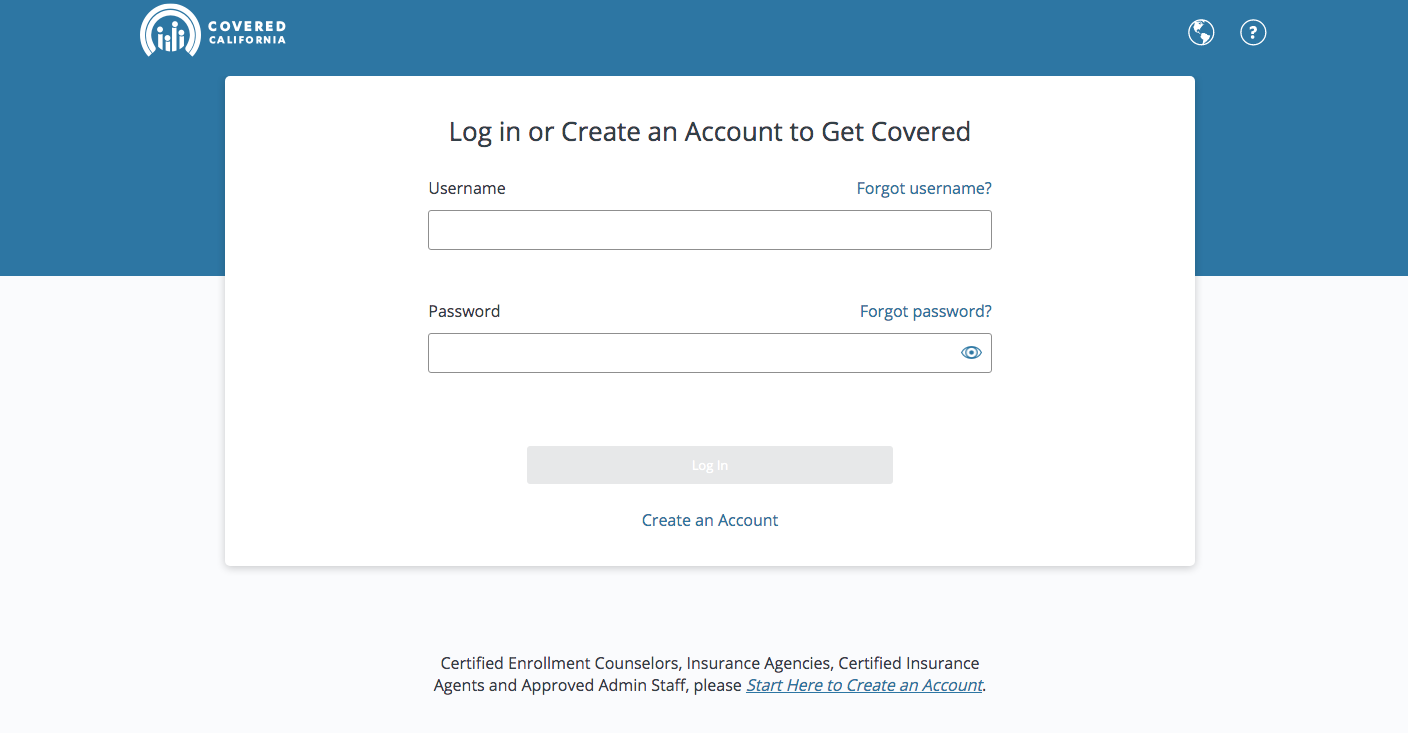 COVERED
CALIFORNIA
?
Log in or Create an Account to Get Covered
Username
Forgot username?
Password
Forgot password?
Log In
Create an Account
Certified Enrollment Counselors, Insurance Agencies, Certified Insurance
Agents and Approved Admin Staff, please Start Here to Create an Account.